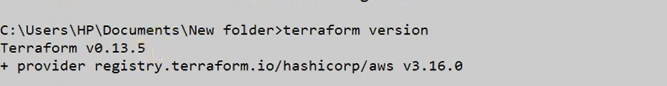 C:\Users\HP\Documents\New folder>terraform version
Terraform v0.13.5
+ provider registry.terraform.io/hashicorp/aws v3.16.0